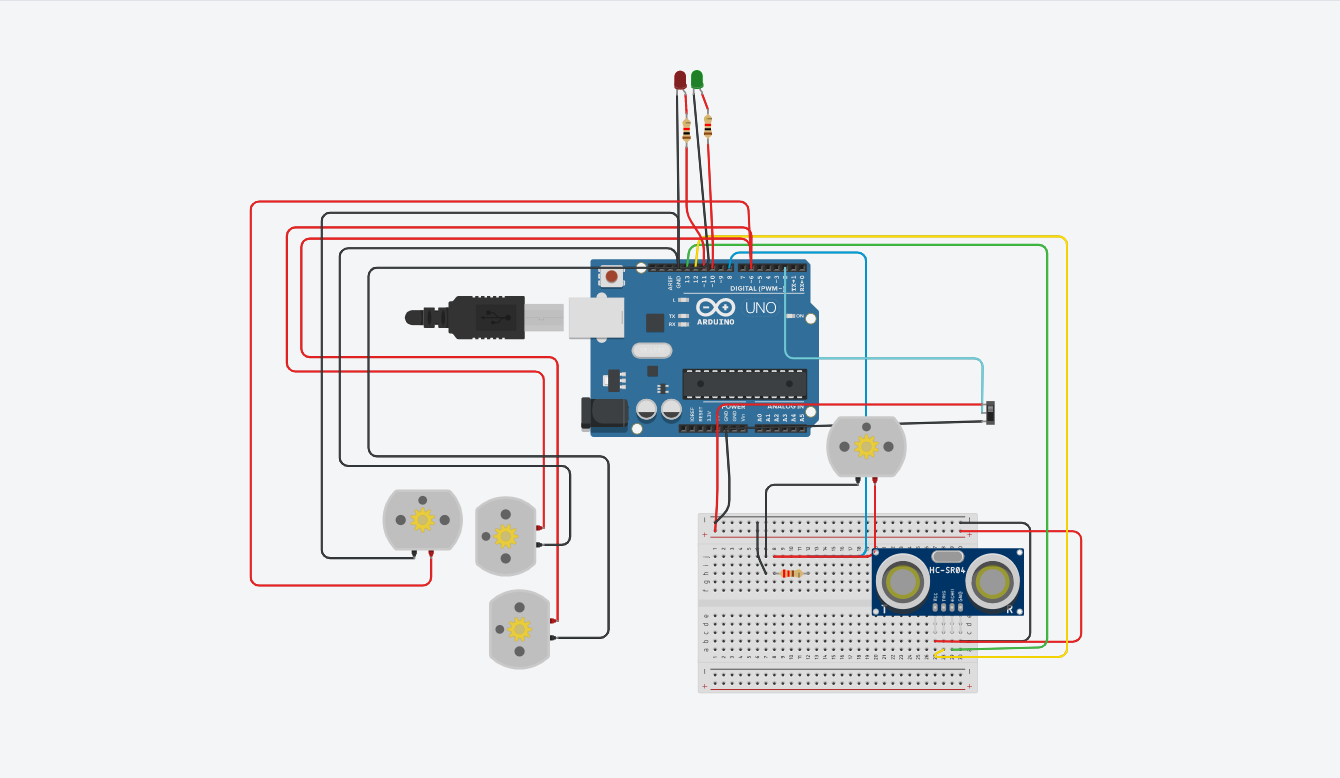 AREF
GND
13
12
~11
~10
~9
8
7
~6
~5
4
~3
2
TX→1
RX←0
DIGITAL (PWM~)
L
TX
RX
ARDUINO
UNO
ON
POWER
ANALOG IN
IOREF
RESET
3.3V
GND
GND
Vin
A0
A1
A2
A3
A4
A5
HC-SR04
T
R
VCC
TRIG
ECHO
GND